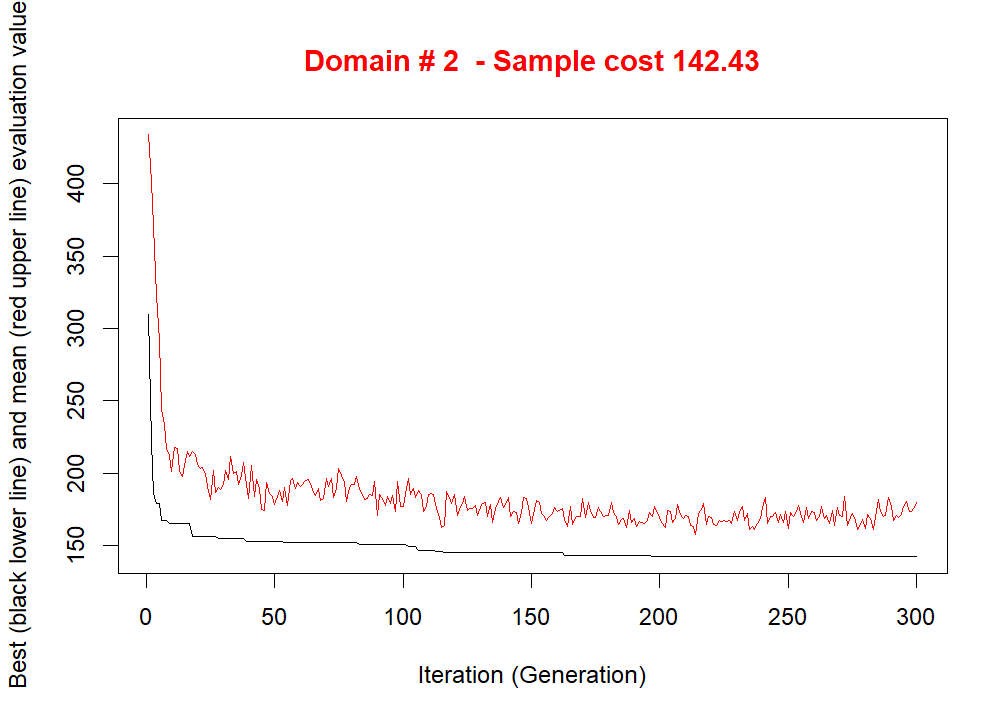 Domain # 2  - Sample cost 142.43
Best (black lower line) and mean (red upper line) evaluation value
400
350
300
250
200
150
0 50 100 150 200 250 300
Iteration (Generation)